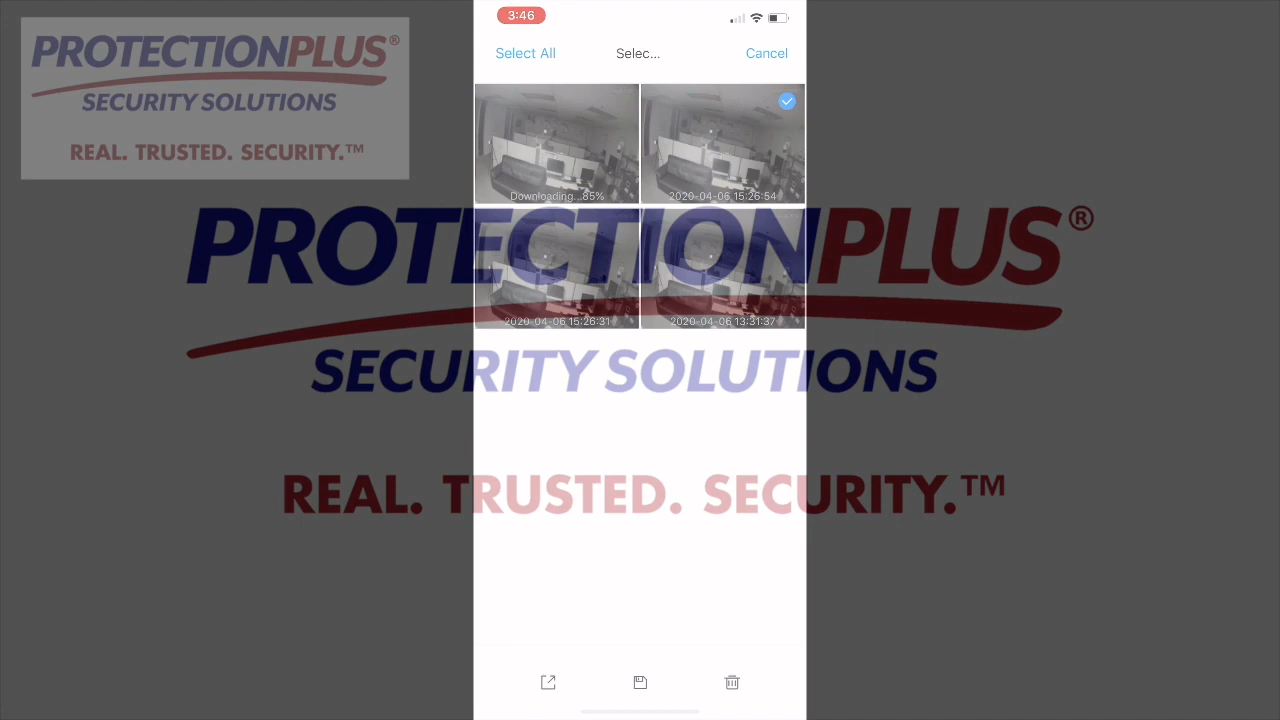 PROTECTIONPLUS®
SECURITY SOLUTIONS
REAL. TRUSTED. SECURITY.™
3:46
Select All
Selec...
Cancel
Downloading...85%
2020-04-06 15:26:54
2020-04-06 15:26:31
2020-04-06 13:31:37
PROTECTIONPLUS®
SECURITY SOLUTIONS
REAL. TRUSTED. SECURITY.™